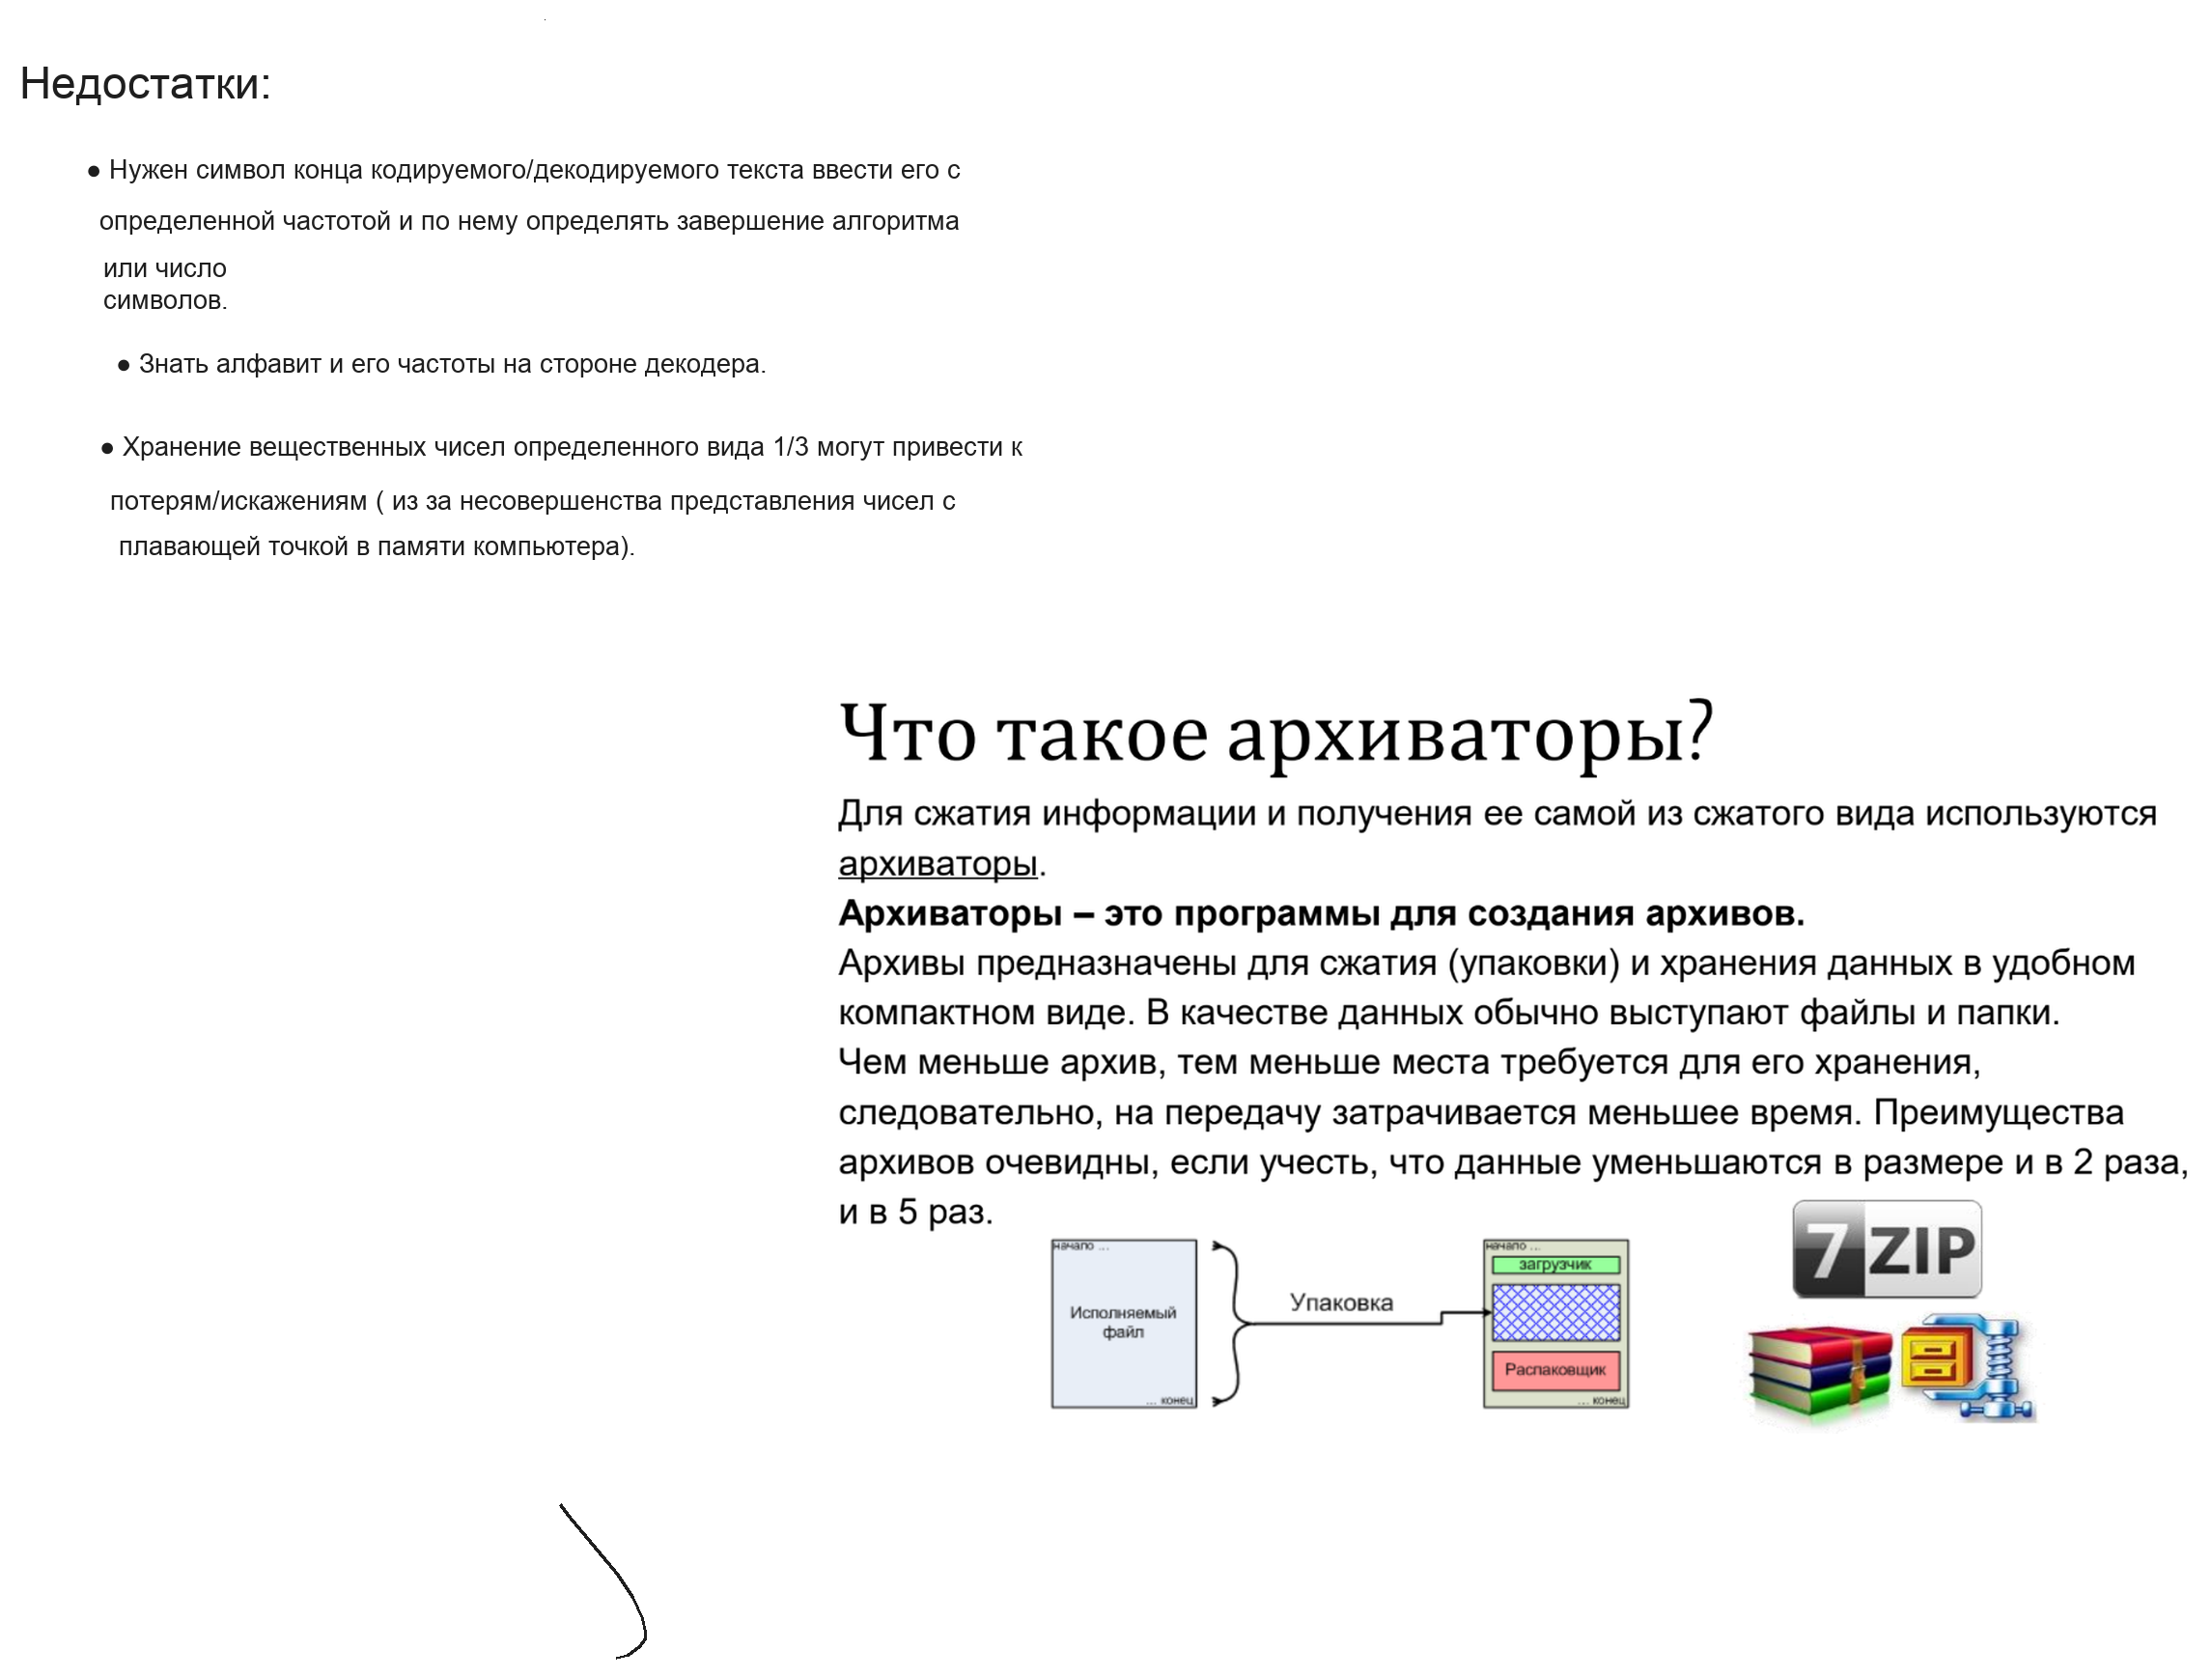 Недостатки:
● Нужен символ конца кодируемого/декодируемого текста ввести его с
определенной частотой и по нему определять завершение алгоритма
или число
символов.
● Знать алфавит и его частоты на стороне декодера.
● Хранение вещественных чисел определенного вида 1/3 могут привести к
потерям/искажениям ( из за несовершенства представления чисел с
плавающей точкой в памяти компьютера).
Что такое архиваторы?
Для сжатия информации и получения ее самой из сжатого вида используются
архиваторы.
Архиваторы – это программы для создания архивов.
Архивы предназначены для сжатия (упаковки) и хранения данных в удобном
компактном виде. В качестве данных обычно выступают файлы и папки.
Чем меньше архив, тем меньше места требуется для его хранения,
следовательно, на передачу затрачивается меньшее время. Преимущества
архивов очевидны, если учесть, что данные уменьшаются в размере и в 2 раза,
и в 5 раз.
начало ...
Исполняемый
файл
... конец
Упаковка
начало ...
загрузчик
Распаковщик
... конец
7 ZIP